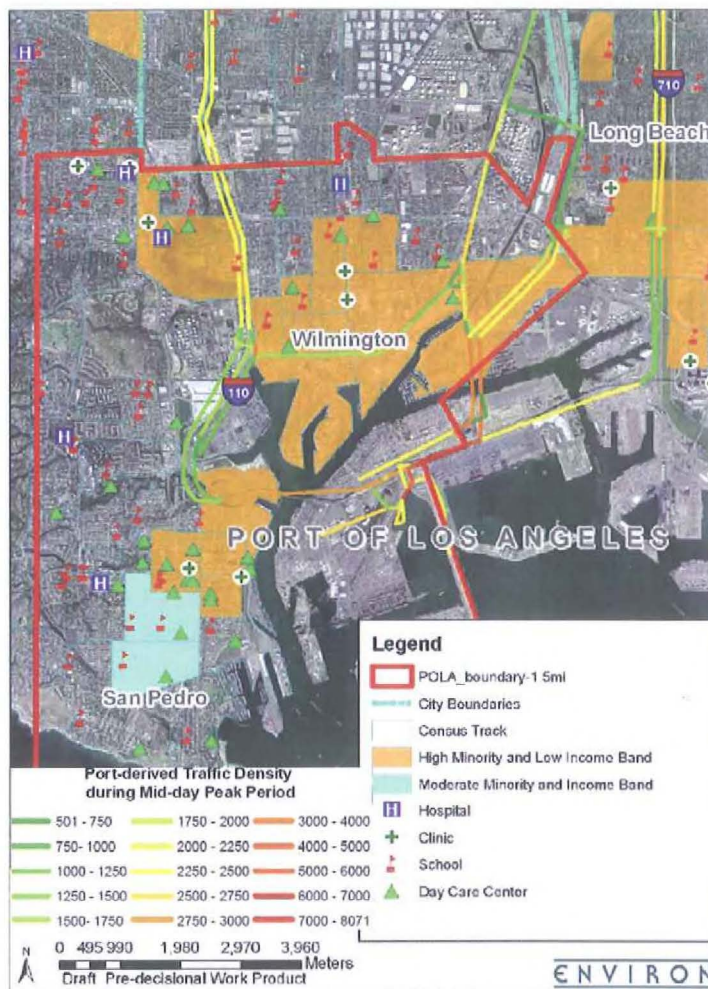 H
710
Long Beach
H
H
H
Wilmington
110
H
PORT OF LOS ANGELES
H
San Pedro
Legend
POLA_boundary-1 5mi
City Boundaries
Census Track
High Minority and Low Income Band
Moderate Minority and Income Band
H Hospital
Clinic
School
Day Care Center
Port-derived Traffic Density
during Mid-day Peak Period
501 - 750 1750 - 2000 3000 - 4000
750- 1000 2000 - 2250 4000 - 5000
1000 - 1250 2250 - 2500 5000 - 6000
1250 - 1500 2500 - 2750 6000 - 7000
1500- 1750 2750 - 3000 7000 - 8071
N 0 495 990 1,980 2,970 3,960
Meters
Draft Pre-decisional Work Product
ENVIRON